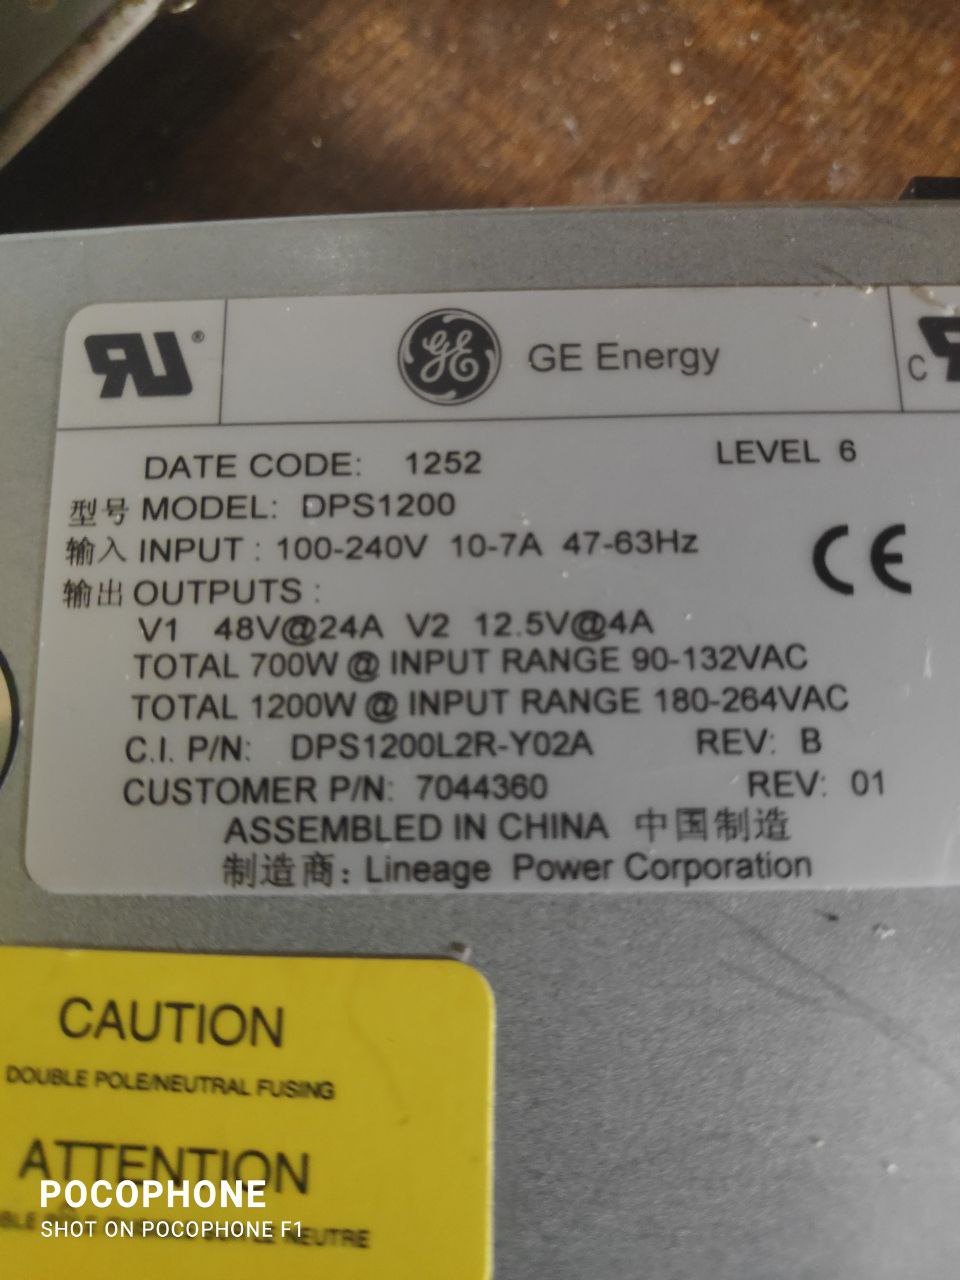 GE Energy
DATE CODE: 1252 LEVEL 6
型号 MODEL: DPS1200
输入 INPUT : 100-240V 10-7A 47-63Hz
输出 OUTPUTS :
V1 48V@24A V2 12.5V@4A
TOTAL 700W @ INPUT RANGE 90-132VAC
TOTAL 1200W @ INPUT RANGE 180-264VAC
C.I. P/N: DPS1200L2R-Y02A REV: B
CUSTOMER P/N: 7044360 REV: 01
ASSEMBLED IN CHINA 中国制造
制造商: Lineage Power Corporation
CAUTION
DOUBLE POLE/NEUTRAL FUSING
ATTENTION
NEUTRE
POCOPHONE
SHOT ON POCOPHONE F1